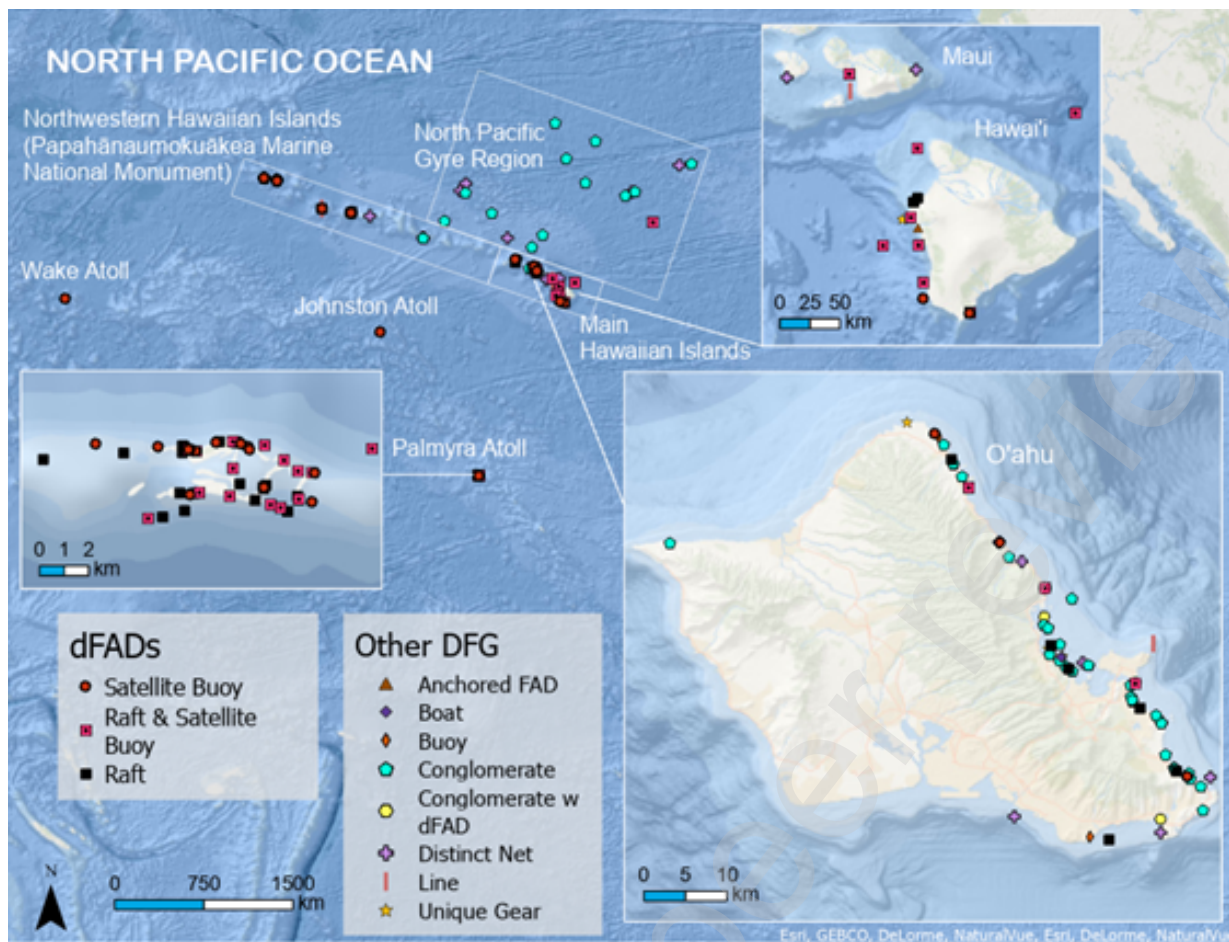 NORTH PACIFIC OCEAN
Northwestern Hawaiian Islands
(Papahānaumokuākea Marine
National Monument)
North Pacific
Gyre Region
Maui
Hawai'i
0 25 50
km
Wake Atoll
Johnston Atoll
Main
Hawaiian Islands
Palmyra Atoll
0 1 2
km
O'ahu
0 5 10
km
dFADs
Satellite Buoy
Raft & Satellite
Buoy
Raft
Other DFG
Anchored FAD
Boat
Buoy
Conglomerate
Conglomerate w
dFAD
Distinct Net
Line
Unique Gear
N
0 750 1500
km
Esri, GEBCO, DeLorme, NaturalVue, Esri, DeLorme, NaturalVu